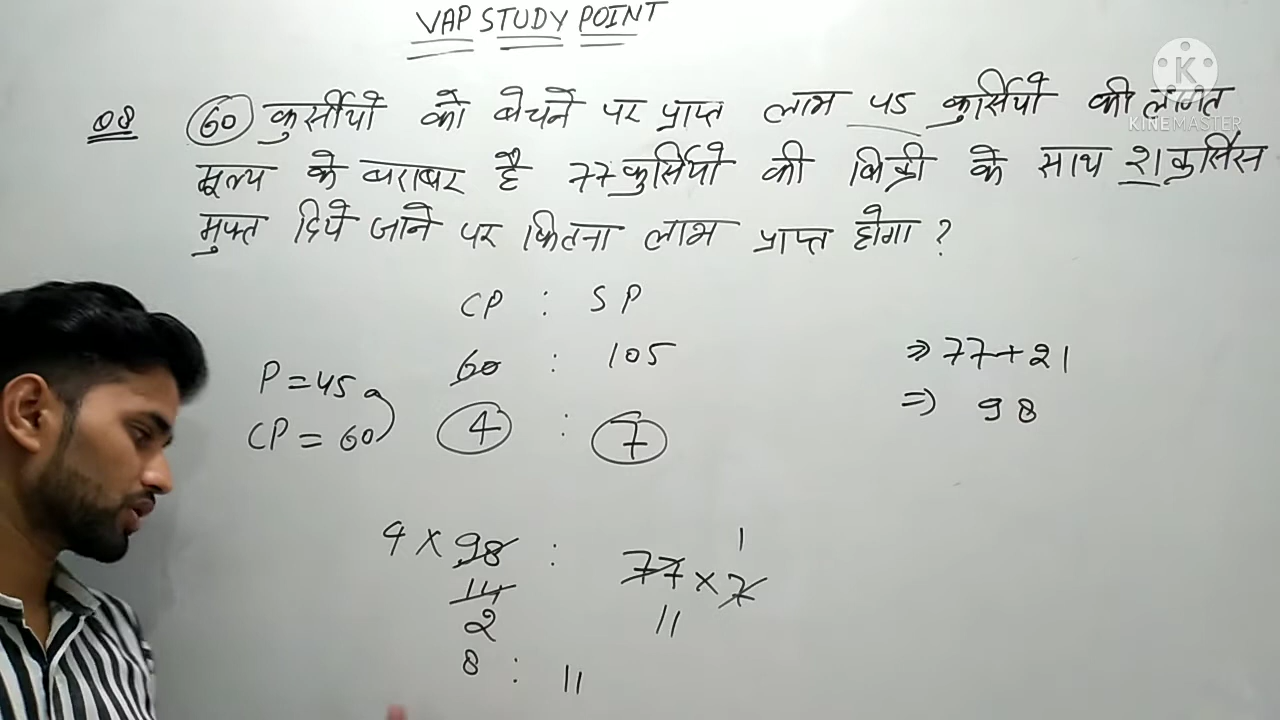 VAP STUDY POINT
KINEMASTER
08 60 कुर्सीयो को बेचने पर प्राप्त लाभ 45 कुर्सियो की लागत
मूल्य के बराबर है 77 कुर्सियो की बिक्री के साथ 21 कुर्सिस
मुफ्त दिये जाने पर कितना लाभ प्राप्त होगा ?
CP : SP
60 : 105
P = 45
CP = 60
4 : 7
⇒ 77+21
⇒ 98
4 × 98 : 77 × 7
1
14
2
11
8 : 11